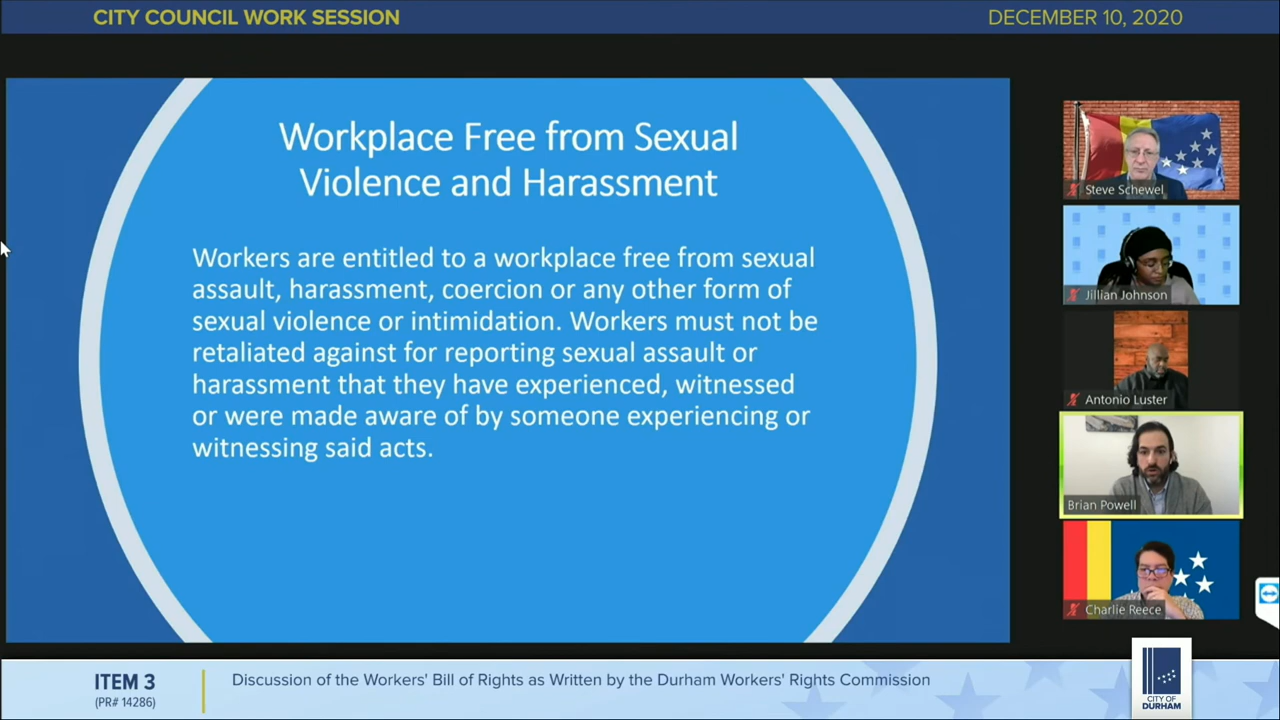 CITY COUNCIL WORK SESSION
DECEMBER 10, 2020
Workplace Free from Sexual
Violence and Harassment
Workers are entitled to a workplace free from sexual
assault, harassment, coercion or any other form of
sexual violence or intimidation. Workers must not be
retaliated against for reporting sexual assault or
harassment that they have experienced, witnessed
or were made aware of by someone experiencing or
witnessing said acts.
Steve Schewel
Jillian Johnson
Antonio Luster
Brian Powell
Charlie Reece
ITEM 3
(PR# 14286)
Discussion of the Workers' Bill of Rights as Written by the Durham Workers' Rights Commission
CITY OF
DURHAM